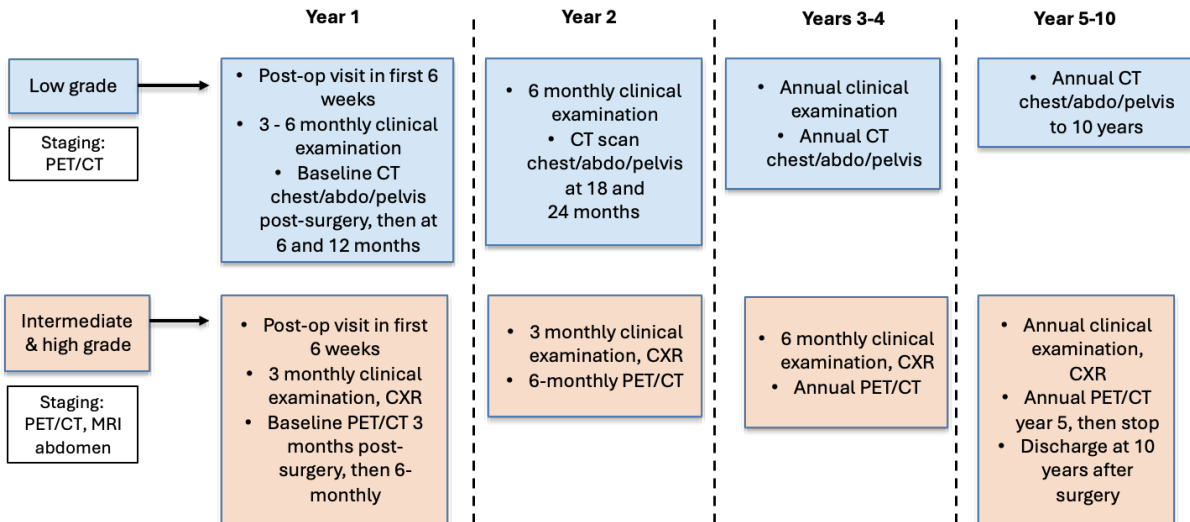 Year 1
Year 2
Years 3-4
Year 5-10
Low grade
Staging:
PET/CT
• Post-op visit in first 6
weeks
• 3 - 6 monthly clinical
examination
• Baseline CT
chest/abdo/pelvis
post-surgery, then at
6 and 12 months
• 6 monthly clinical
examination
• CT scan
chest/abdo/pelvis
at 18 and
24 months
• Annual clinical
examination
• Annual CT
chest/abdo/pelvis
• Annual CT
chest/abdo/pelvis
to 10 years
Intermediate
& high grade
Staging:
PET/CT, MRI
abdomen
• Post-op visit in first
6 weeks
• 3 monthly clinical
examination, CXR
• Baseline PET/CT 3
months post-
surgery, then 6-
monthly
• 3 monthly clinical
examination, CXR
• 6-monthly PET/CT
• 6 monthly clinical
examination, CXR
• Annual PET/CT
• Annual clinical
examination,
CXR
• Annual PET/CT
year 5, then stop
• Discharge at 10
years after
surgery